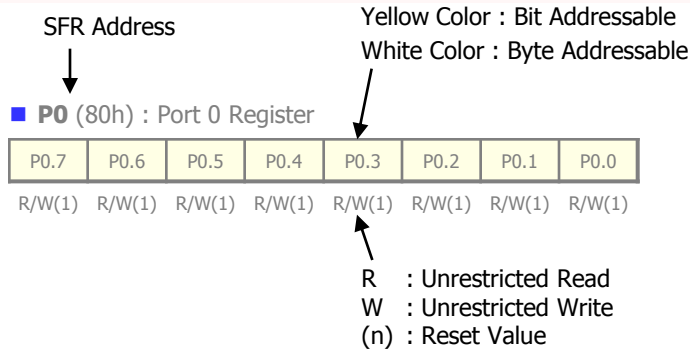 SFR Address
Yellow Color : Bit Addressable
White Color : Byte Addressable
P0 (80h) : Port 0 Register
P0.7 P0.6 P0.5 P0.4 P0.3 P0.2 P0.1 P0.0
R/W(1) R/W(1) R/W(1) R/W(1) R/W(1) R/W(1) R/W(1) R/W(1)
R : Unrestricted Read
W : Unrestricted Write
(n) : Reset Value